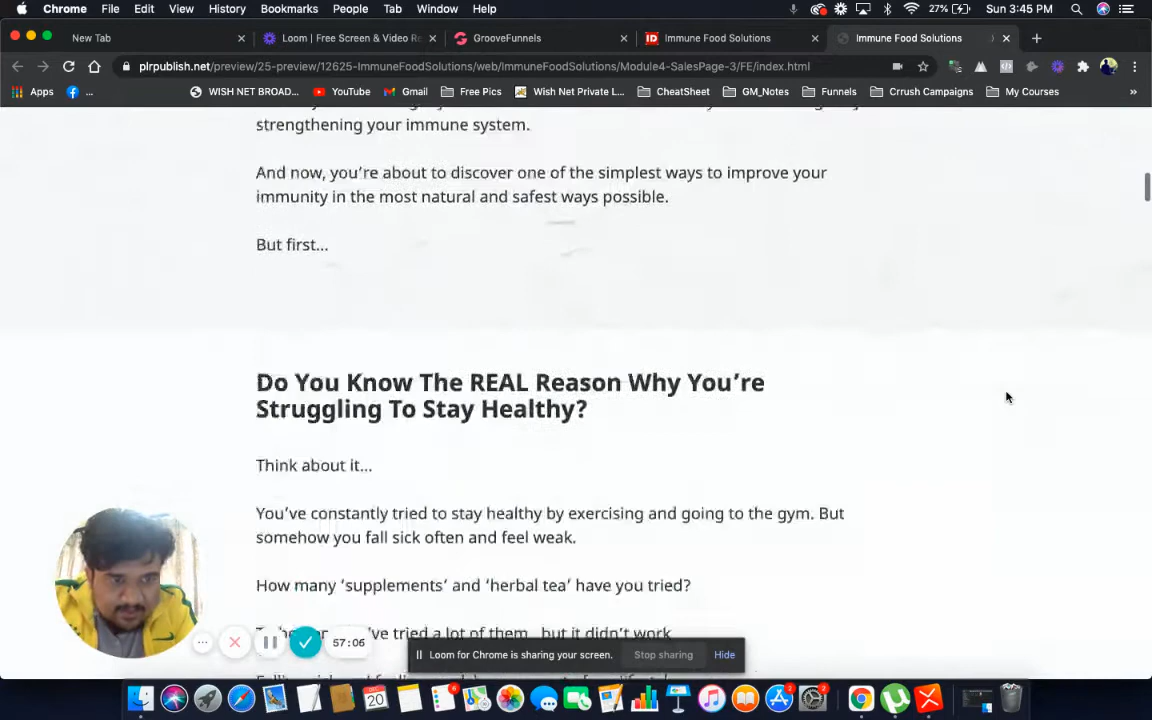 Chrome File Edit View History Bookmarks People Tab Window Help 27% Sun 3:45 PM
New Tab Loom | Free Screen & Video Re GrooveFunnels Immune Food Solutions Immune Food Solutions
plrpublish.net/preview/25-preview/12625-ImmuneFoodSolutions/web/ImmuneFoodSolutions/Module4-SalesPage-3/FE/index.html
Apps ... WISH NET BROAD... YouTube Gmail Free Pics Wish Net Private L... CheatSheet GM_Notes Funnels Crrush Campaigns My Courses »
strengthening your immune system.
And now, you're about to discover one of the simplest ways to improve your
immunity in the most natural and safest ways possible.
But first...
Do You Know The REAL Reason Why You're
Struggling To Stay Healthy?
Think about it...
You've constantly tried to stay healthy by exercising and going to the gym. But
somehow you fall sick often and feel weak.
How many 'supplements' and 'herbal tea' have you tried?
've tried a lot of them but it didn't work
57:06
Loom for Chrome is sharing your screen. Stop sharing Hide